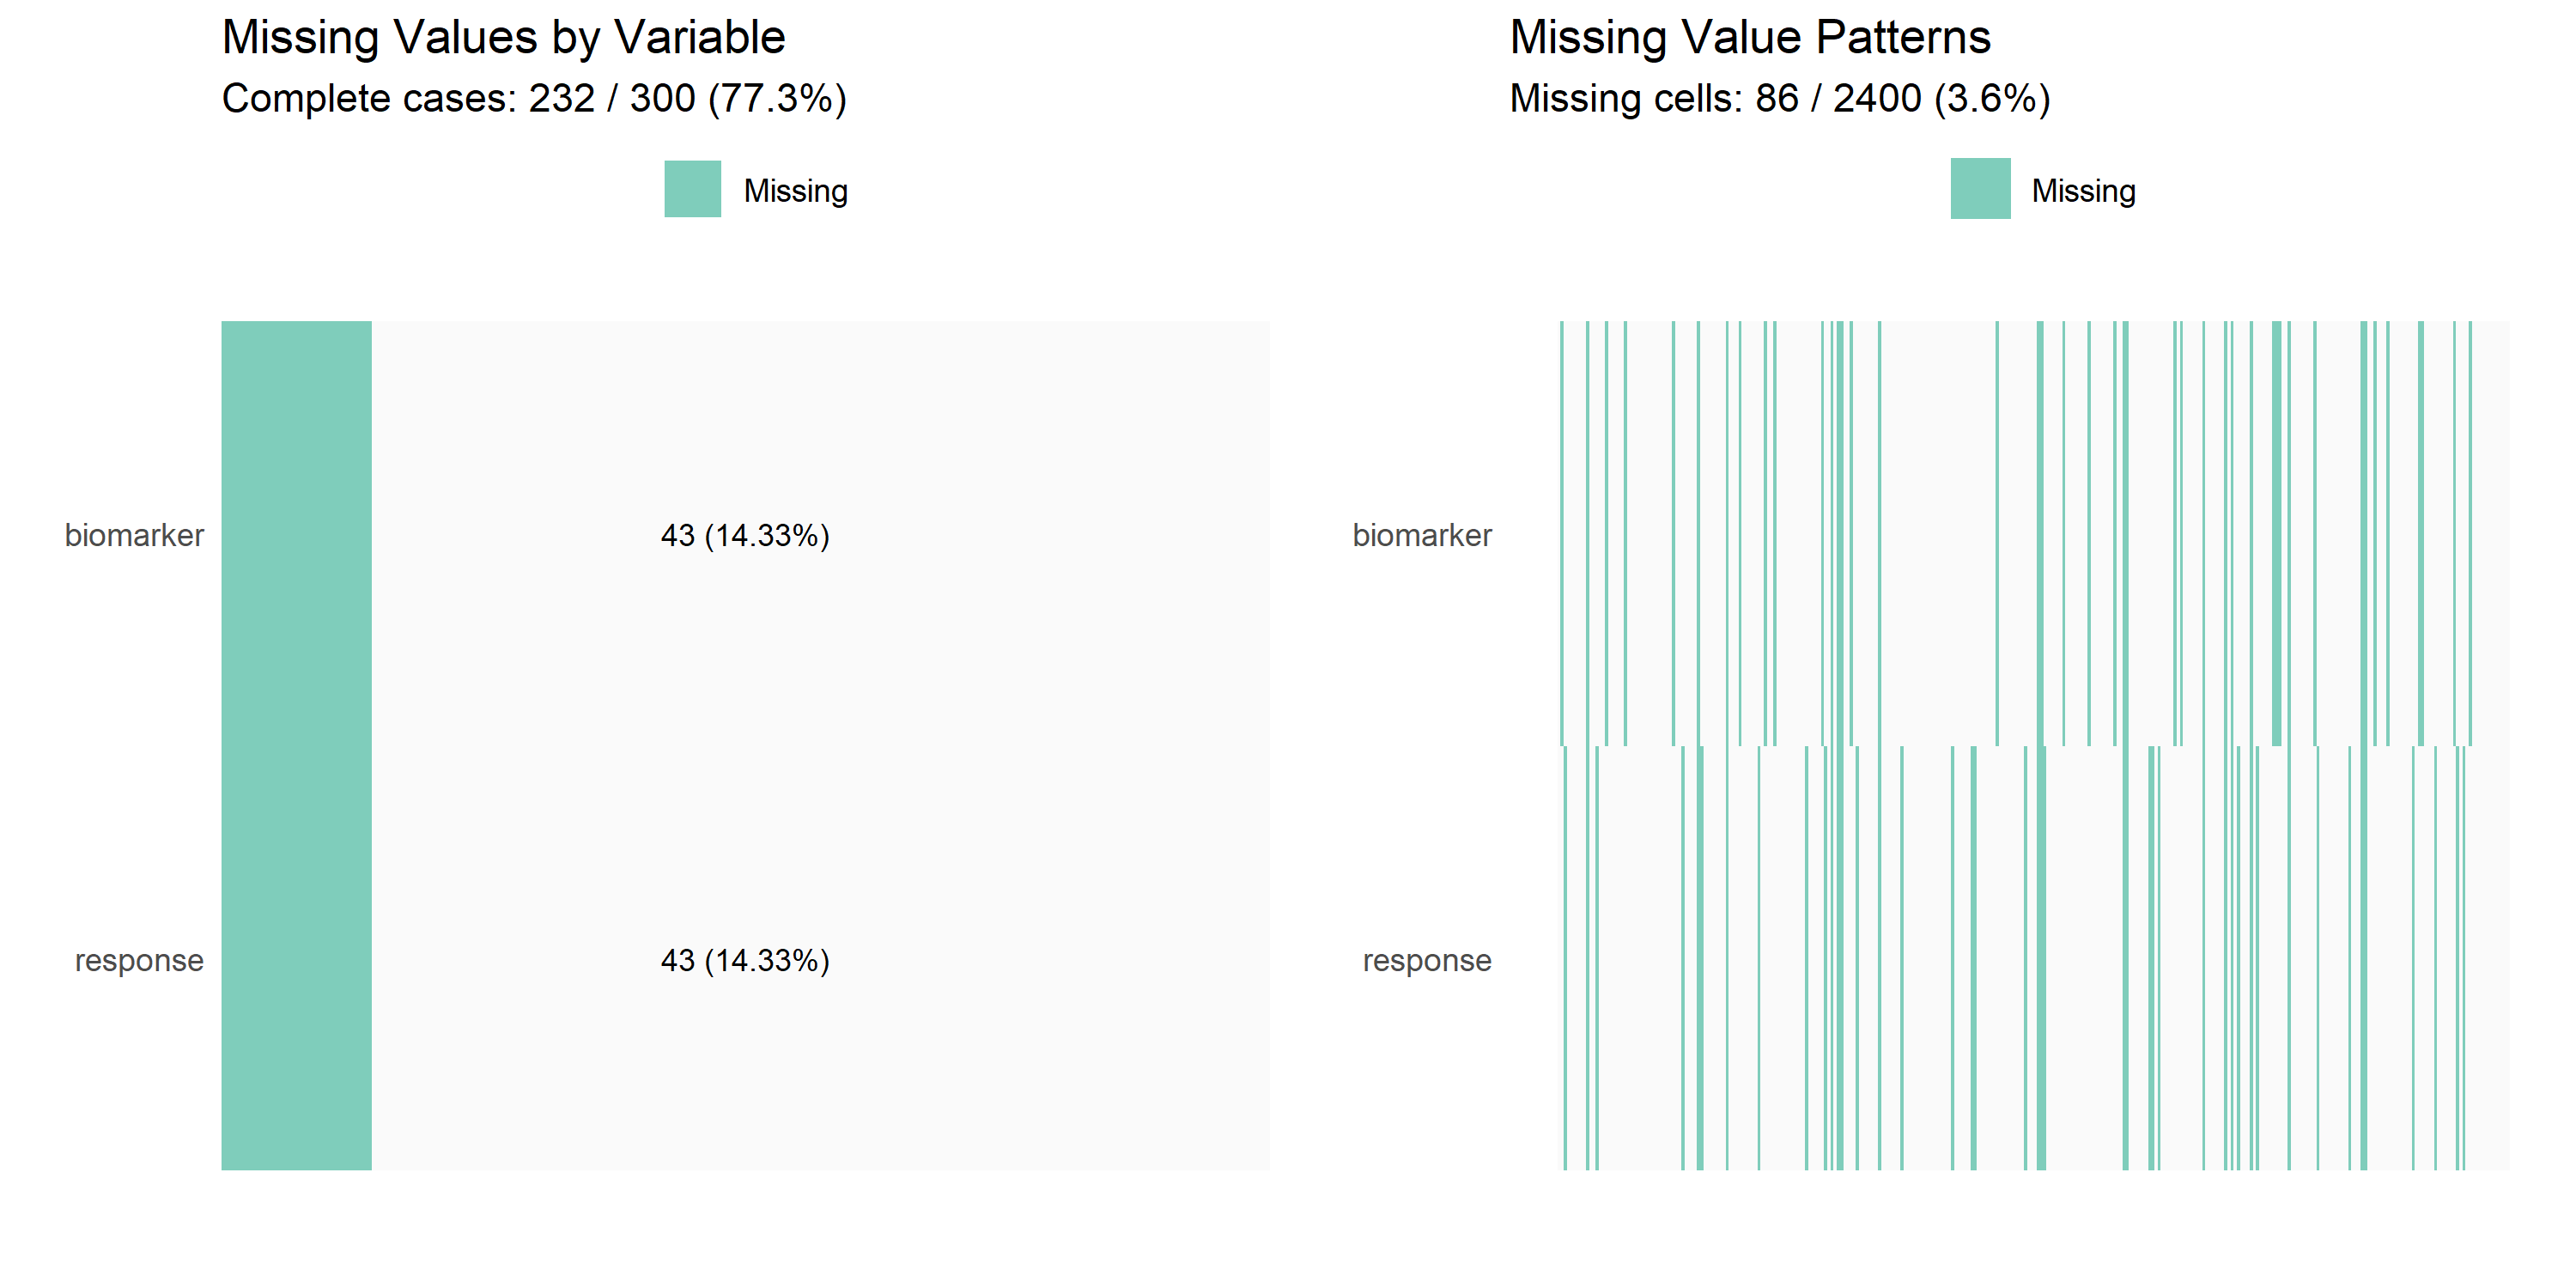 Missing Values by Variable
Complete cases: 232 / 300 (77.3%)
Missing
biomarker
43 (14.33%)
response
43 (14.33%)
Missing Value Patterns
Missing cells: 86 / 2400 (3.6%)
Missing
biomarker
response